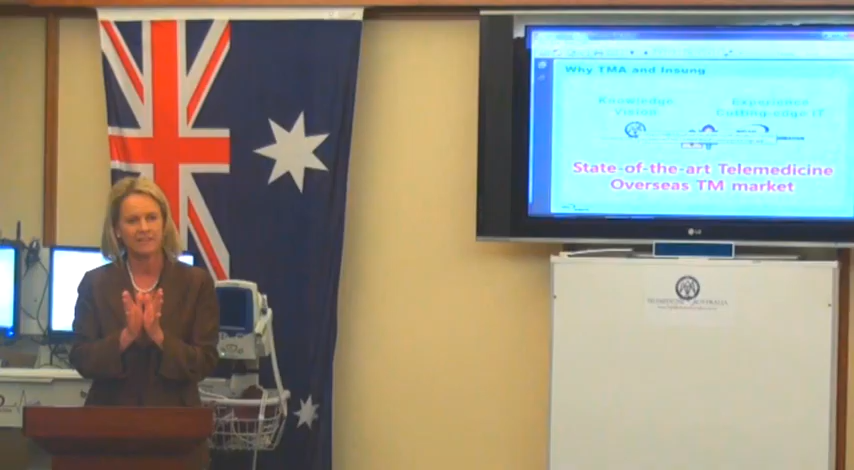 Why TMA and Insung
Knowledge Experience
Vision Cutting-edge IT
State-of-the-art Telemedicine
Overseas TM market
LG
AUSTRALIA